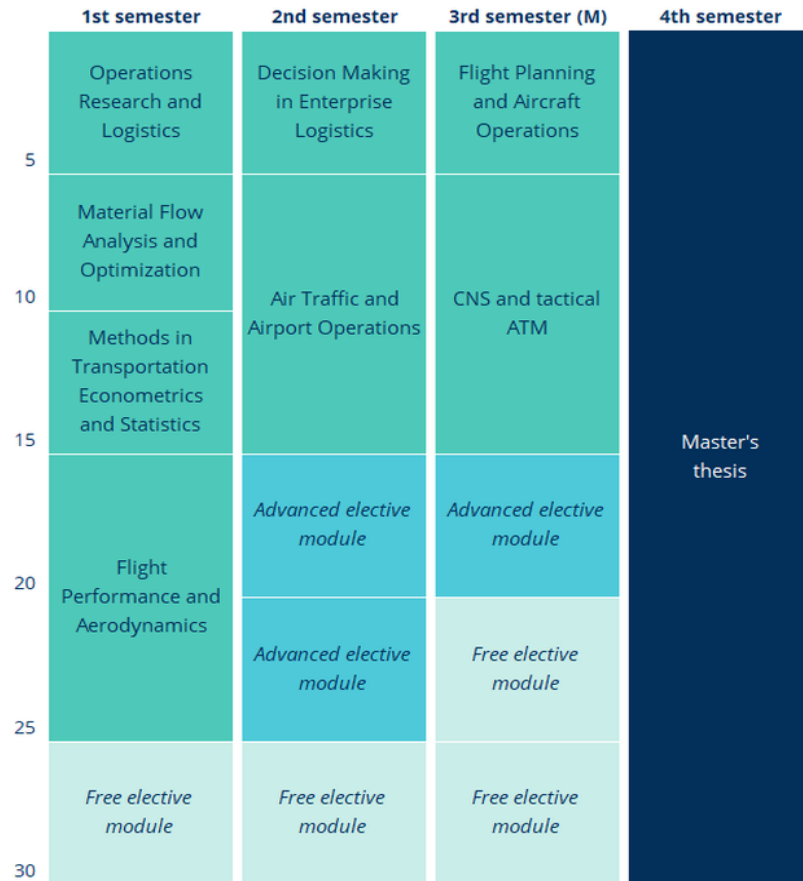 1st semester
2nd semester
3rd semester (M)
4th semester
Operations
Research and
Logistics
Decision Making
in Enterprise
Logistics
Flight Planning
and Aircraft
Operations
5
Material Flow
Analysis and
Optimization
10
Air Traffic and
Airport Operations
CNS and tactical
ATM
Methods in
Transportation
Econometrics
and Statistics
15
Master's
thesis
Flight
Performance and
Aerodynamics
Advanced elective
module
Advanced elective
module
20
Advanced elective
module
Free elective
module
25
Free elective
module
Free elective
module
Free elective
module
30